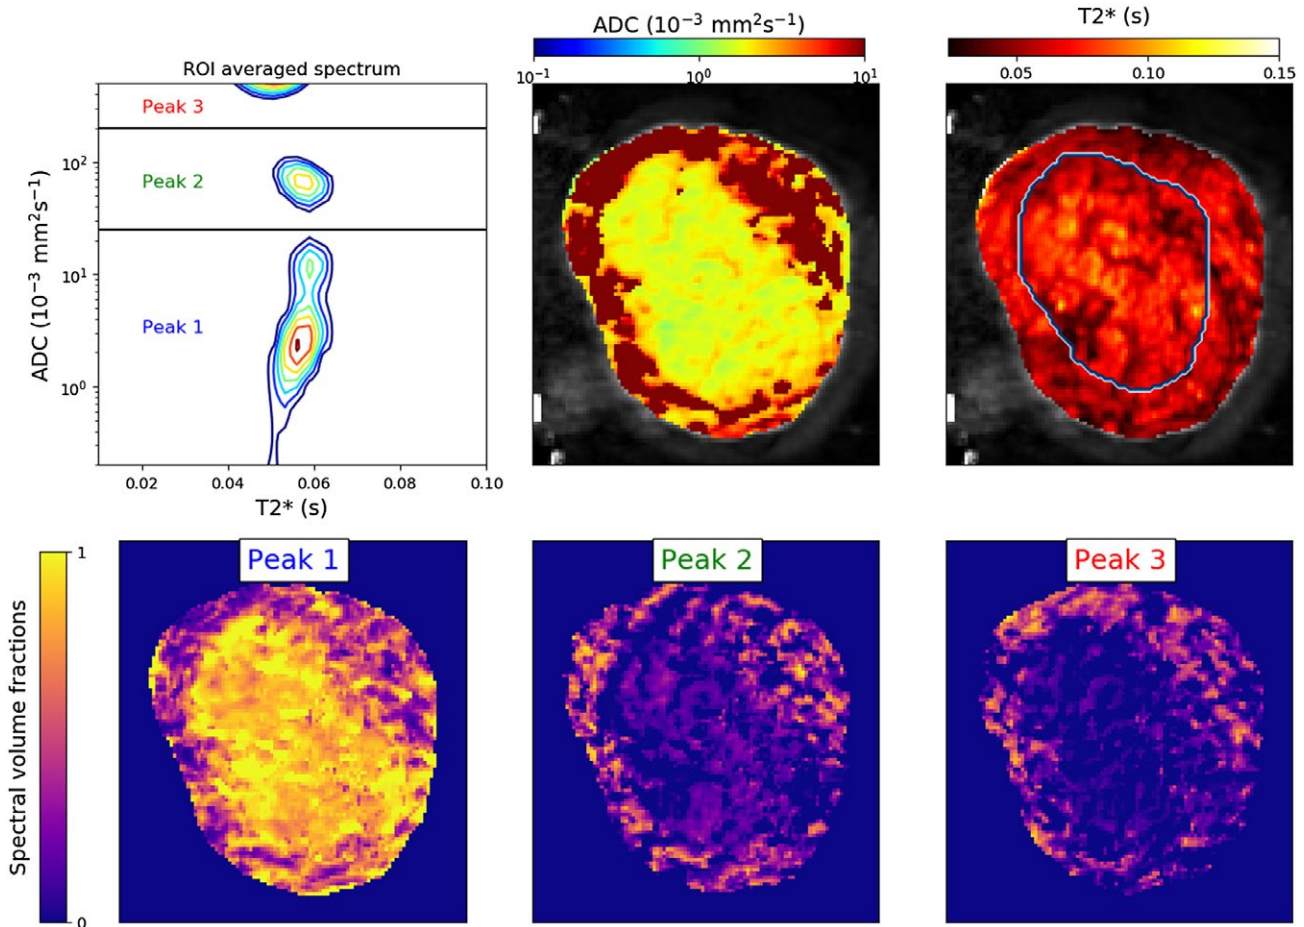 ADC (10⁻³ mm²s⁻¹)
10⁻¹ 10⁰ 10¹
T2* (s)
0.05 0.10 0.15
ROI averaged spectrum
Peak 3
Peak 2
Peak 1
ADC (10⁻³ mm²s⁻¹)
10²
10¹
10⁰
0.02 0.04 0.06 0.08 0.10
T2* (s)
Peak 1
Peak 2
Peak 3
Spectral volume fractions
1
0